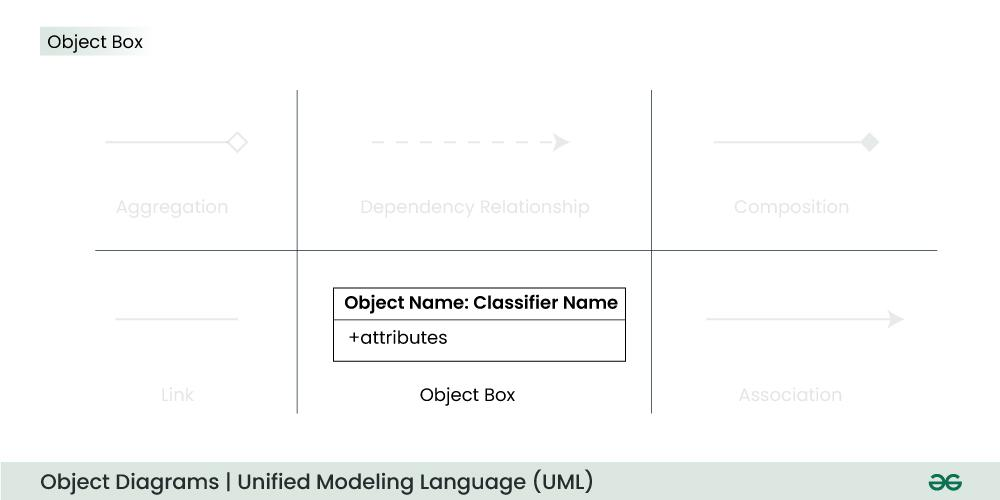 Object Box
Aggregation
Dependency Relationship
Composition
Object Name: Classifier Name
+attributes
Link
Object Box
Association
Object Diagrams | Unified Modeling Language (UML)